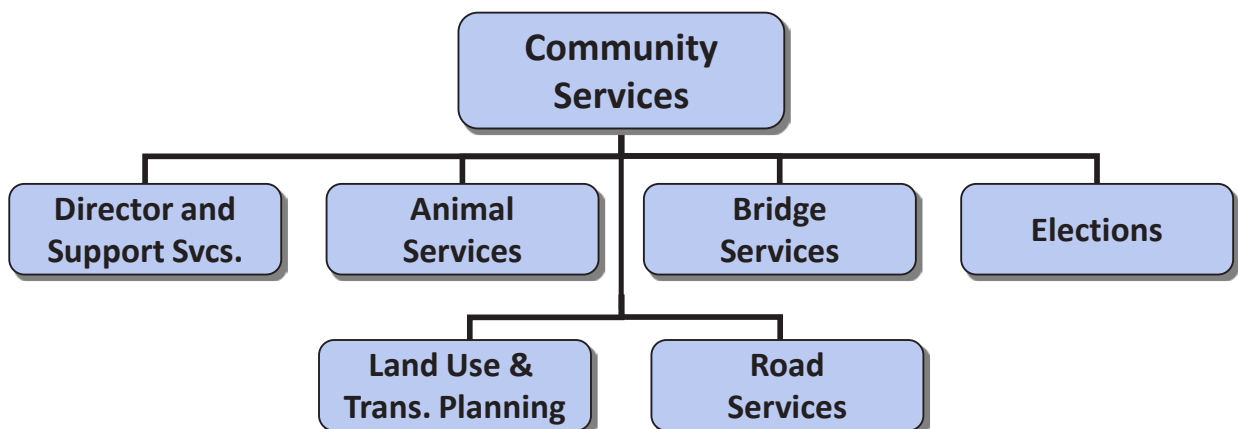 Community
Services
Director and
Support Svcs.
Animal
Services
Bridge
Services
Elections
Land Use &
Trans. Planning
Road
Services